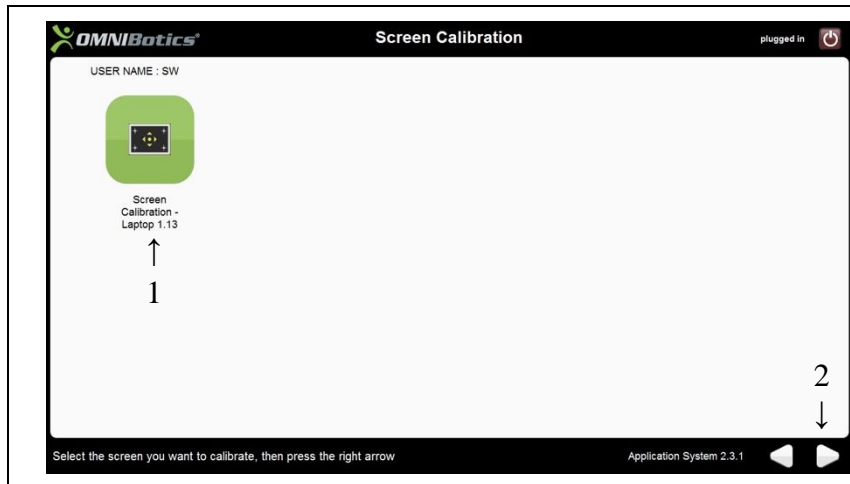 OMNIBotics®
Screen Calibration
plugged in
USER NAME : SW
Screen
Calibration -
Laptop 1.13
↑
1
2
↓
Select the screen you want to calibrate, then press the right arrow
Application System 2.3.1